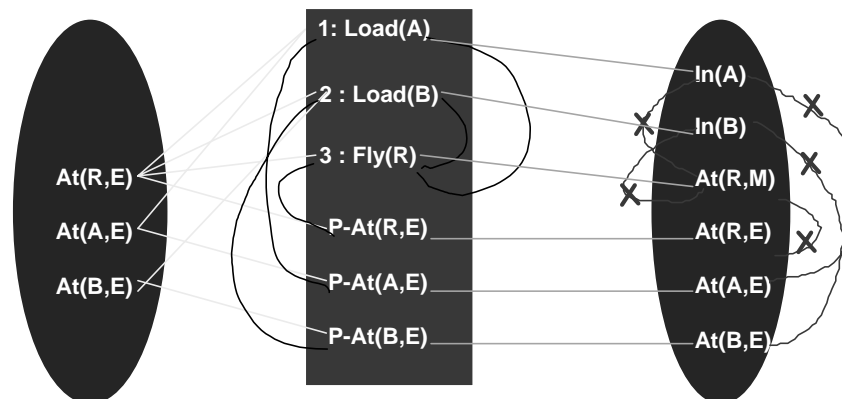 At(R,E)
At(A,E)
At(B,E)
1: Load(A)
2 : Load(B)
3 : Fly(R)
P-At(R,E)
P-At(A,E)
P-At(B,E)
In(A)
In(B)
At(R,M)
At(R,E)
At(A,E)
At(B,E)